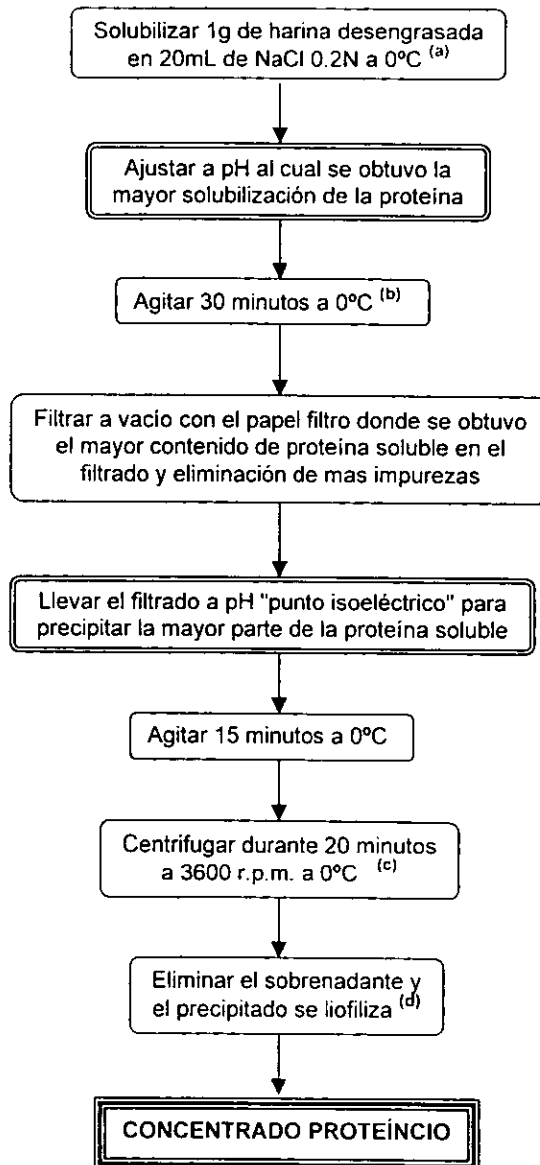 Solubilizar 1g de harina desengrasada
en 20mL de NaCl 0.2N a 0ºC (a)
Ajustar a pH al cual se obtuvo la
mayor solubilización de la proteína
Agitar 30 minutos a 0ºC (b)
Filtrar a vacío con el papel filtro donde se obtuvo
el mayor contenido de proteína soluble en el
filtrado y eliminación de mas impurezas
Llevar el filtrado a pH "punto isoeléctrico" para
precipitar la mayor parte de la proteína soluble
Agitar 15 minutos a 0ºC
Centrifugar durante 20 minutos
a 3600 r.p.m. a 0ºC (c)
Eliminar el sobrenadante y
el precipitado se liofiliza (d)
CONCENTRADO PROTEÍNCIO